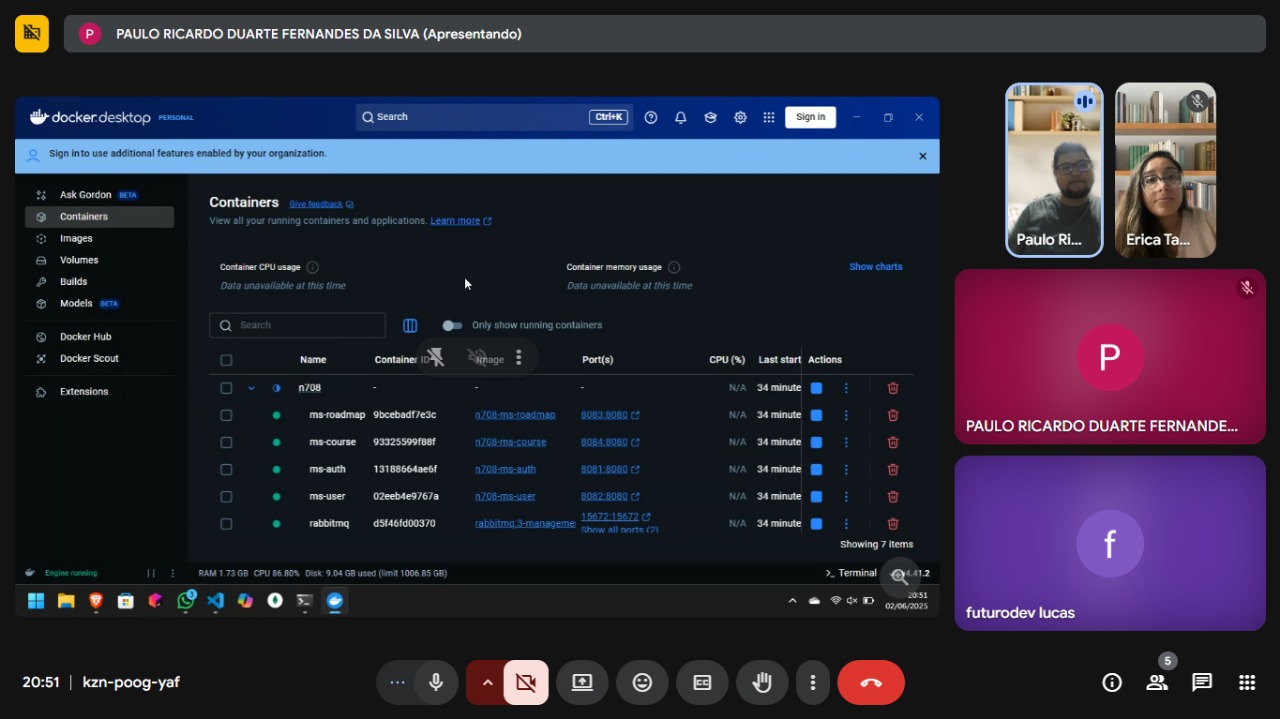 P PAULO RICARDO DUARTE FERNANDES DA SILVA (Apresentando)
docker.desktop PERSONAL
Search Ctrl+K
Sign in
Sign in to use additional features enabled by your organization.
Ask Gordon BETA
Containers
Images
Volumes
Builds
Models BETA
Docker Hub
Docker Scout
Extensions
Containers Give feedback
View all your running containers and applications. Learn more
Container CPU usage
Data unavailable at this time
Container memory usage
Data unavailable at this time
Show charts
Search
Only show running containers
Name Container ID Image Port(s) CPU (%) Last start Actions
n708 - - - N/A 34 minute
ms-roadmap 9bcebadf7e3c n708-ms-roadmap 8083:8080 N/A 34 minute
ms-course 93325599f88f n708-ms-course 8084:8080 N/A 34 minute
ms-auth 13188664ae6f n708-ms-auth 8081:8080 N/A 34 minute
ms-user 02eeb4e9767a n708-ms-user 8082:8080 N/A 34 minute
rabbitmq d5f46fd00370 rabbitmq:3-manageme 15672:15672 N/A 34 minute
Show all ports (2)
Showing 7 items
Engine running
RAM 1.73 GB CPU 86.80% Disk: 9.04 GB used (limit 1006.85 GB)
>_ Terminal
20:51
02/06/2025
Paulo Ri...
Erica Ta...
P
PAULO RICARDO DUARTE FERNANDE...
f
futurodev lucas
20:51 | kzn-poog-yaf
CC
5